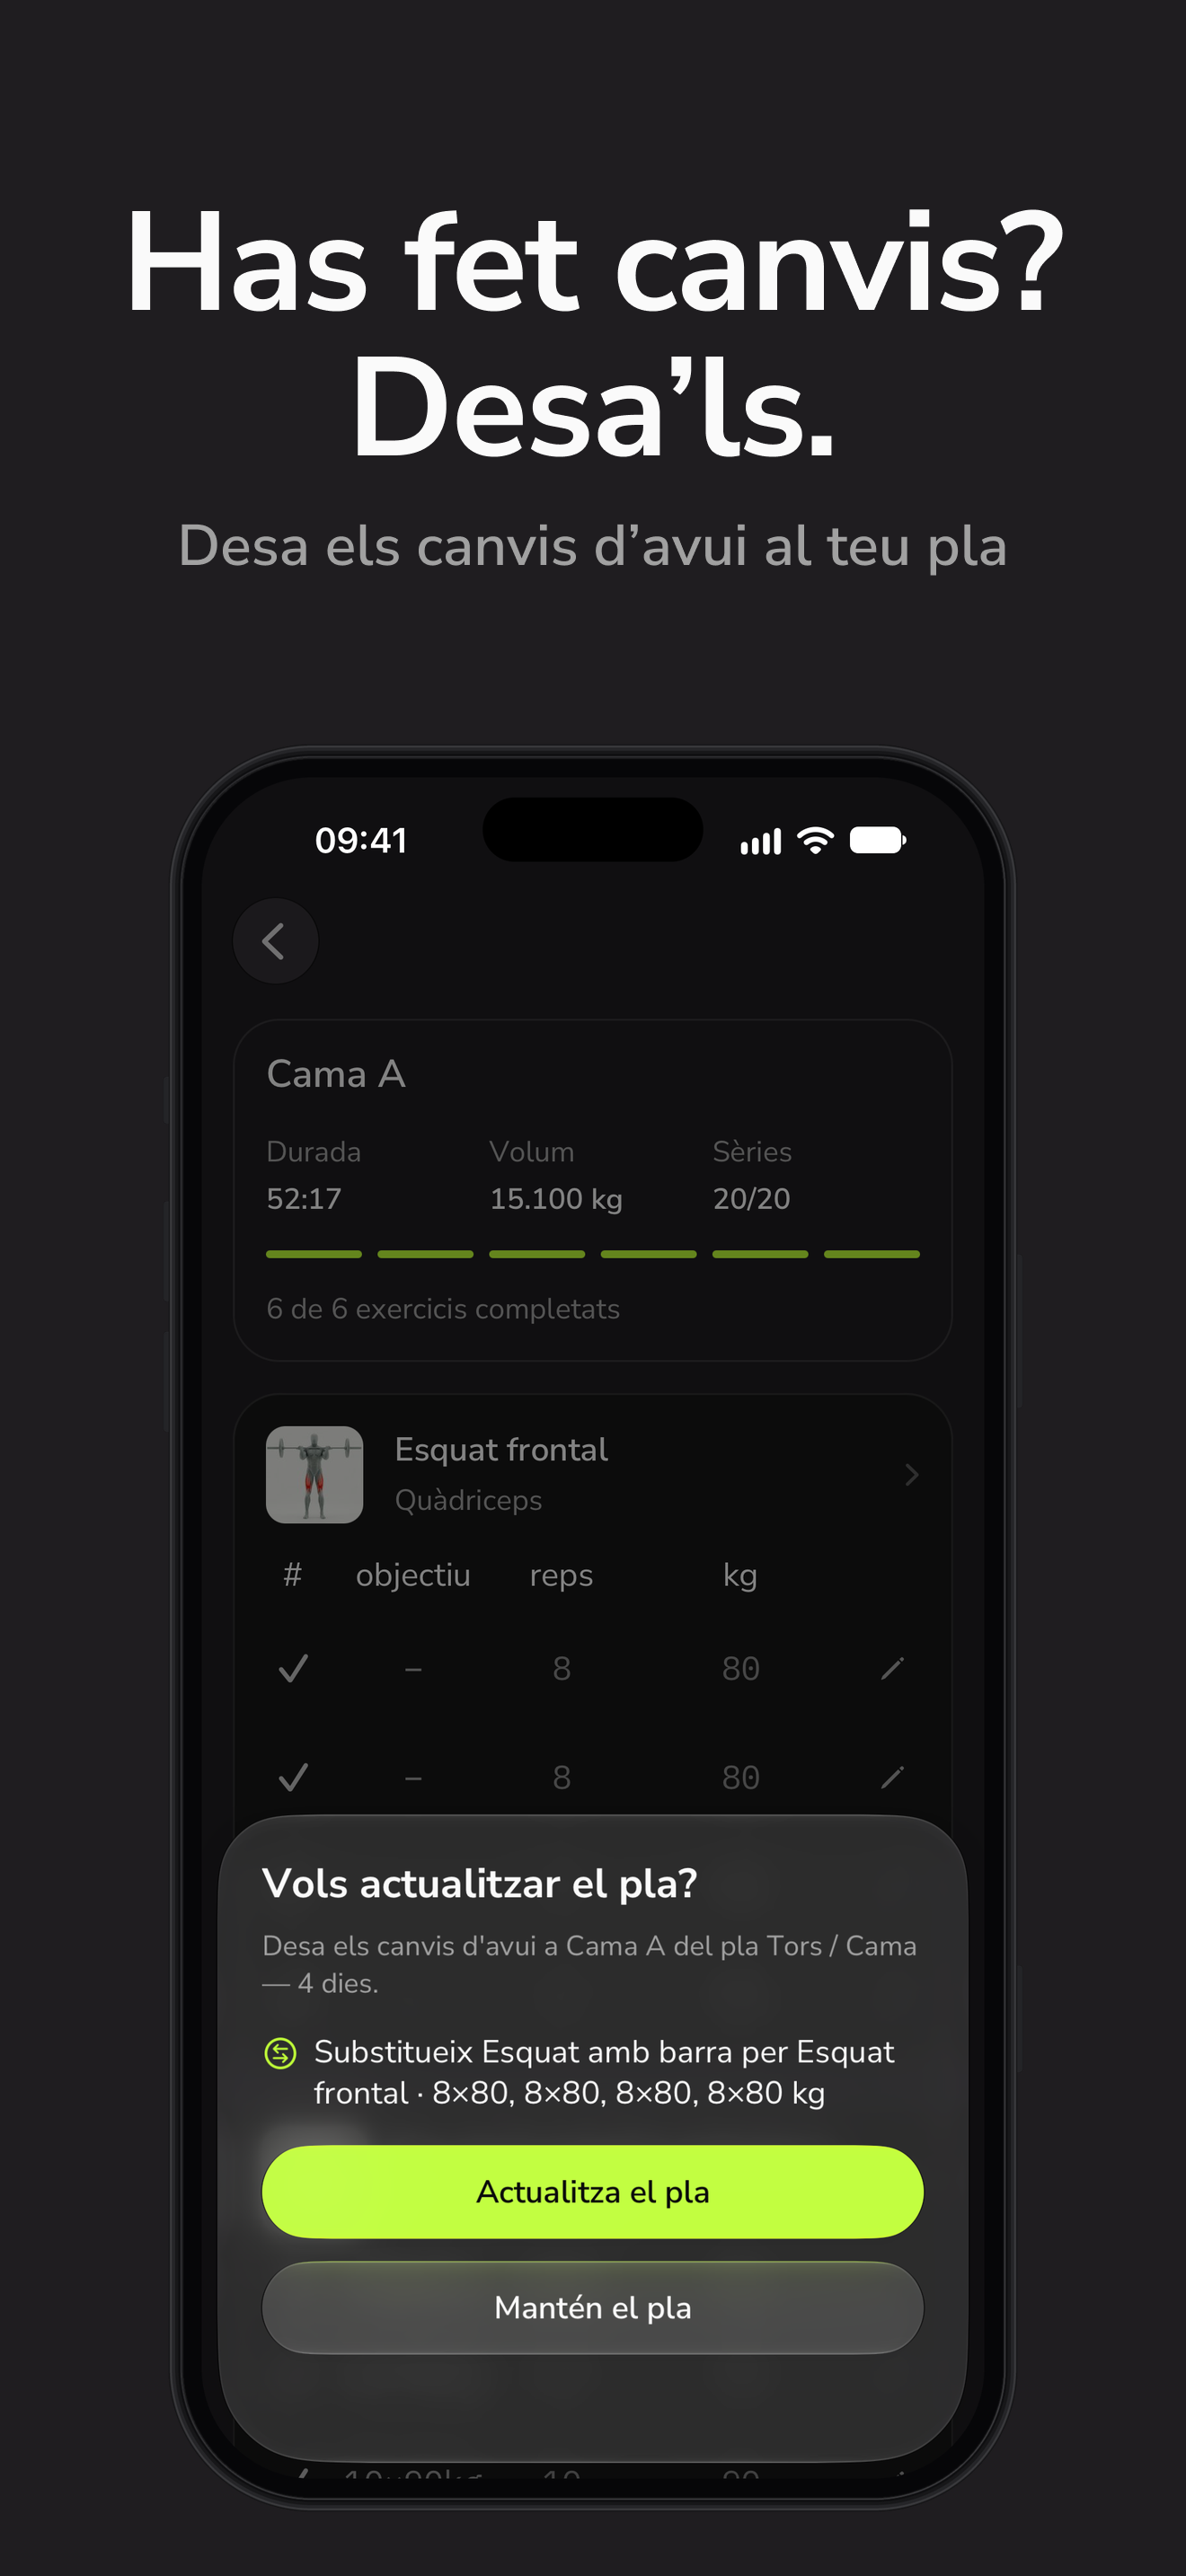 Has fet canvis?
Desa’ls.
Desa els canvis d’avui al teu pla
09:41
Cama A
Durada Volum Sèries
52:17 15.100 kg 20/20
6 de 6 exercicis completats
Esquat frontal
Quàdriceps
# objectiu reps kg
– 8 80
– 8 80
Vols actualitzar el pla?
Desa els canvis d'avui a Cama A del pla Tors / Cama
— 4 dies.
Substitueix Esquat amb barra per Esquat
frontal · 8×80, 8×80, 8×80, 8×80 kg
Actualitza el pla
Mantén el pla